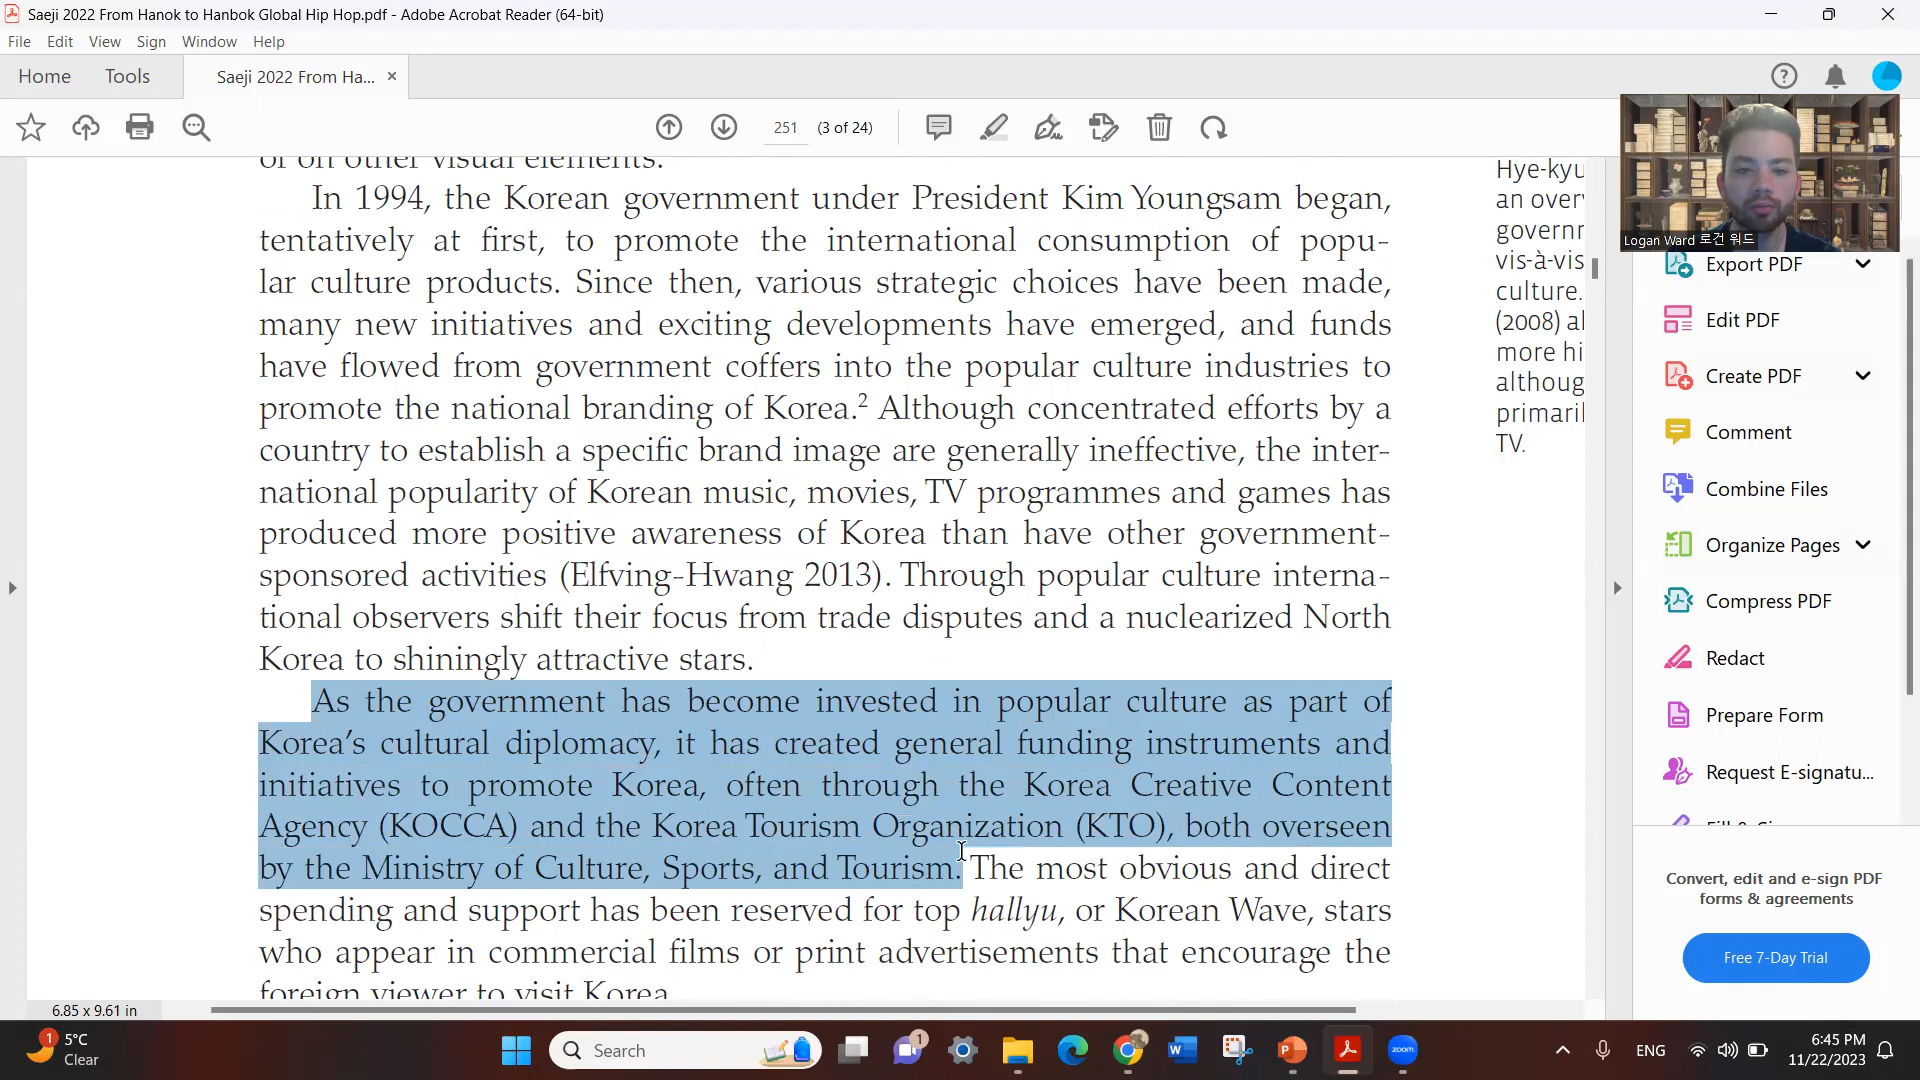 Saeji 2022 From Hanok to Hanbok Global Hip Hop.pdf - Adobe Acrobat Reader (64-bit)
File Edit View Sign Window Help
Home Tools Saeji 2022 From Ha... ×
251 (3 of 24)
or on other visual elements.
In 1994, the Korean government under President Kim Youngsam began,
tentatively at first, to promote the international consumption of popu-
lar culture products. Since then, various strategic choices have been made,
many new initiatives and exciting developments have emerged, and funds
have flowed from government coffers into the popular culture industries to
promote the national branding of Korea.2 Although concentrated efforts by a
country to establish a specific brand image are generally ineffective, the inter-
national popularity of Korean music, movies, TV programmes and games has
produced more positive awareness of Korea than have other government-
sponsored activities (Elfving-Hwang 2013). Through popular culture interna-
tional observers shift their focus from trade disputes and a nuclearized North
Korea to shiningly attractive stars.
As the government has become invested in popular culture as part of
Korea's cultural diplomacy, it has created general funding instruments and
initiatives to promote Korea, often through the Korea Creative Content
Agency (KOCCA) and the Korea Tourism Organization (KTO), both overseen
by the Ministry of Culture, Sports, and Tourism. The most obvious and direct
spending and support has been reserved for top hallyu, or Korean Wave, stars
who appear in commercial films or print advertisements that encourage the
foreign viewer to visit Korea.
Hye-kyu
an over
governm
vis-à-vis
culture.
(2008) al
more hi
althoug
primaril
TV.
Logan Ward 로건 워드
Export PDF
Edit PDF
Create PDF
Comment
Combine Files
Organize Pages
Compress PDF
Redact
Prepare Form
Request E-signatu...
Convert, edit and e-sign PDF
forms & agreements
Free 7-Day Trial
6.85 x 9.61 in
1
5°C
Clear
Search
1
zoom
ENG
6:45 PM
11/22/2023